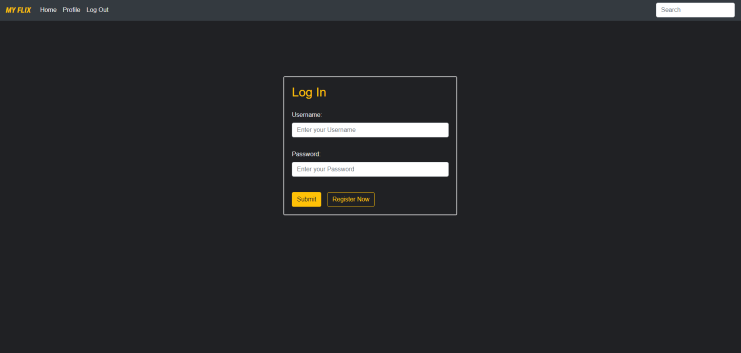 MY FLIX Home Profile Log Out Search
Log In
Username:
Enter your Username
Password:
Enter your Password
Submit Register Now